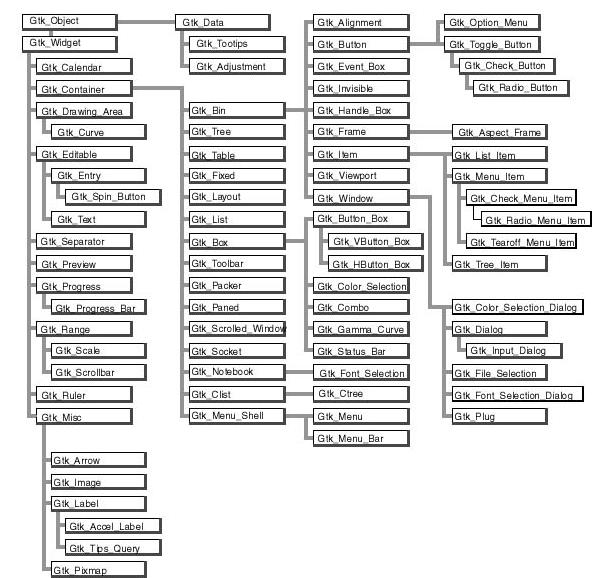 Gtk_Object
Gtk_Widget
Gtk_Calendar
Gtk_Container
Gtk_Drawing_Area
Gtk_Curve
Gtk_Editable
Gtk_Entry
Gtk_Spin_Button
Gtk_Text
Gtk_Separator
Gtk_Preview
Gtk_Progress
Gtk_Progress_Bar
Gtk_Range
Gtk_Scale
Gtk_Scrollbar
Gtk_Ruler
Gtk_Misc
Gtk_Arrow
Gtk_Image
Gtk_Label
Gtk_Accel_Label
Gtk_Tips_Query
Gtk_Pixmap
Gtk_Data
Gtk_Tootips
Gtk_Adjustment
Gtk_Bin
Gtk_Tree
Gtk_Table
Gtk_Fixed
Gtk_Layout
Gtk_List
Gtk_Box
Gtk_Toolbar
Gtk_Packer
Gtk_Paned
Gtk_Scrolled_Window
Gtk_Socket
Gtk_Notebook
Gtk_Clist
Gtk_Menu_Shell
Gtk_Alignment
Gtk_Button
Gtk_Event_Box
Gtk_Invisible
Gtk_Handle_Box
Gtk_Frame
Gtk_Item
Gtk_Viewport
Gtk_Window
Gtk_Button_Box
Gtk_VButton_Box
Gtk_HButton_Box
Gtk_Color_Selection
Gtk_Combo
Gtk_Gamma_Curve
Gtk_Status_Bar
Gtk_Font_Selection
Gtk_Ctree
Gtk_Menu
Gtk_Menu_Bar
Gtk_Option_Menu
Gtk_Toggle_Button
Gtk_Check_Button
Gtk_Radio_Button
Gtk_Aspect_Frame
Gtk_List_Item
Gtk_Menu_Item
Gtk_Check_Menu_Item
Gtk_Radio_Menu_Item
Gtk_Tearoff_Menu_Item
Gtk_Tree_Item
Gtk_Color_Selection_Dialog
Gtk_Dialog
Gtk_Input_Dialog
Gtk_File_Selection
Gtk_Font_Selection_Dialog
Gtk_Plug